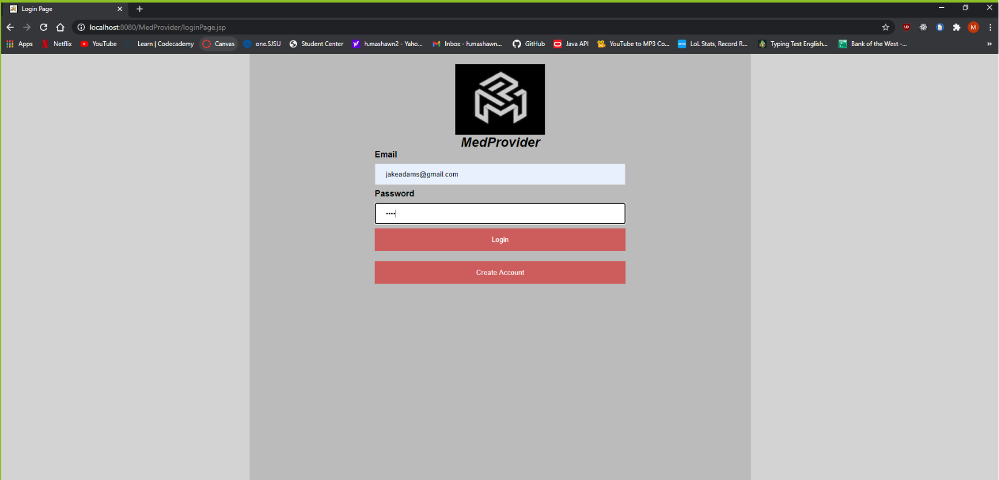 Login Page
localhost:8080/MedProvider/loginPage.jsp
M
Apps Netflix YouTube Learn | Codecademy Canvas one.SJSU Student Center h.mashawn2 - Yaho... Inbox - h.mashawn... GitHub Java API YouTube to MP3 Co... LoL Stats, Record R... Typing Test English... Bank of the West -... »
MedProvider
Email
jakeadams@gmail.com
Password
••••
Login
Create Account